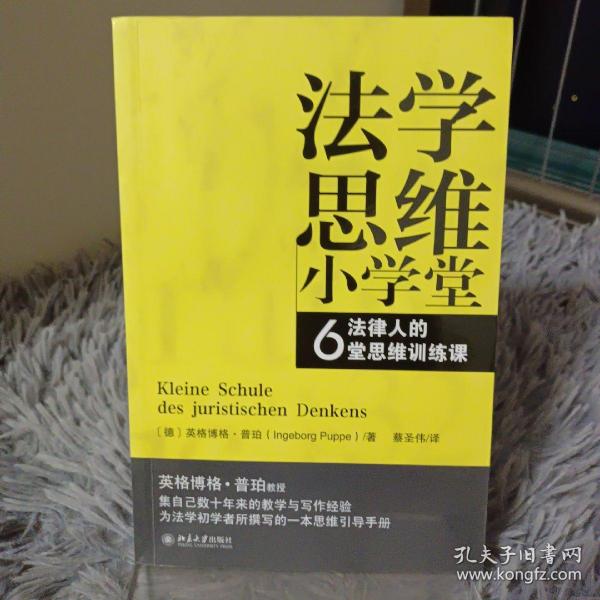 法学
思维
小学堂
法律人的
6堂思维训练课
Kleine Schule
des juristischen Denkens
〔德〕英格博格·普珀(Ingeborg Puppe)/著 蔡圣伟/译
英格博格·普珀教授
集自己数十年来的教学与写作经验
为法学初学者所撰写的一本思维引导手册
北京大学出版社
孔夫子旧书网
www.kongfz.com